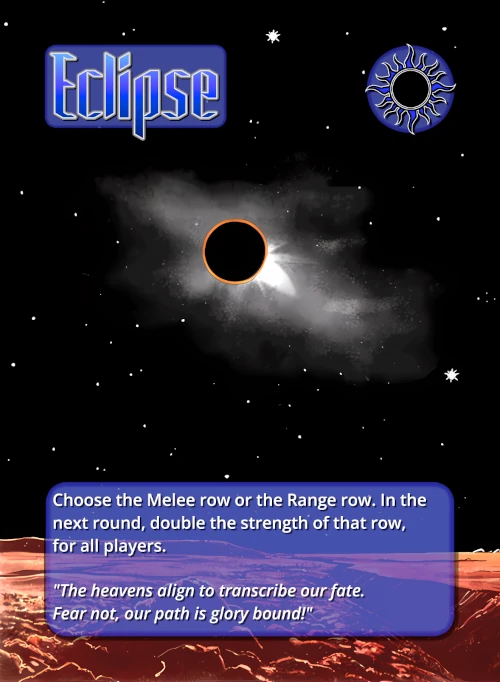 Eclipse
Choose the Melee row or the Range row. In the
next round, double the strength of that row,
for all players.
"The heavens align to transcribe our fate.
Fear not, our path is glory bound!"